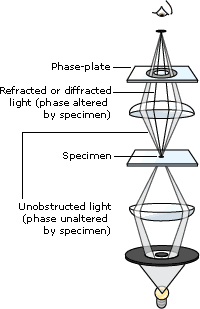 Phase-plate
Refracted or diffracted
light (phase altered
by specimen)
Specimen
Unobstructed light
(phase unaltered
by specimen)